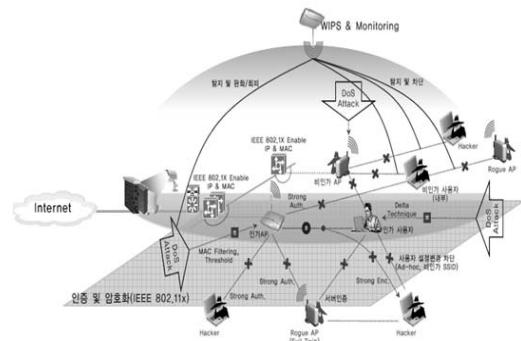 WIPS & Monitoring
탐지 및 완화/회피
탐지 및 차단
DoS
Attack
IEEE 802.1X Enable
IP & MAC
Hacker
비인가 AP
Rogue AP
IEEE 802.1X Enable
IP & MAC
비인가 사용자
(내부)
Strong
Auth.
Delta
Technique
Internet
DoS
Attack
MAC Filtering,
Threshold
인가AP
인가 사용자
DoS
Attack
사용자 설정변경 차단
(Ad-hoc, 비인가 SSID)
Strong Auth.
Strong Auth.
Strong Enc.
인증 및 암호화(IEEE 802.11x)
서버인증
Hacker
Rogue AP
(Evil Twin)
Hacker